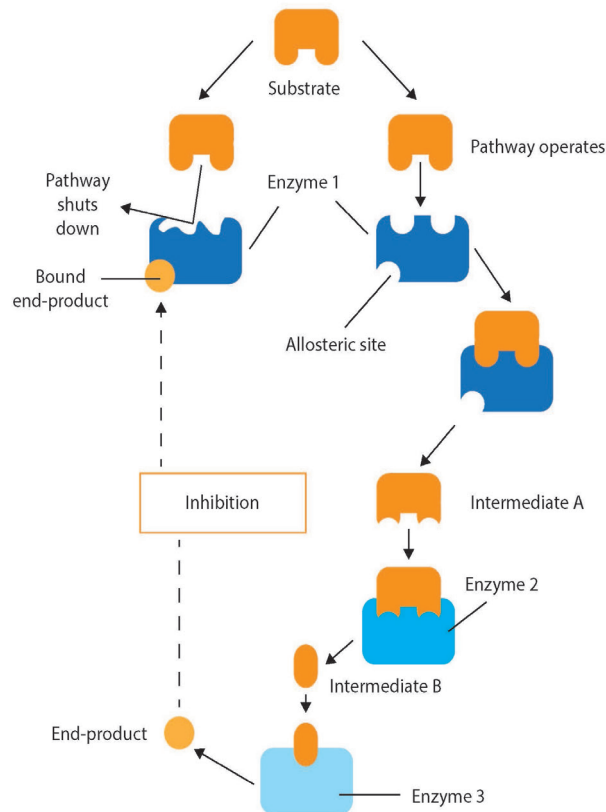 Substrate
Pathway operates
Pathway
shuts
down
Enzyme 1
Bound
end-product
Allosteric site
Inhibition
Intermediate A
Enzyme 2
Intermediate B
End-product
Enzyme 3